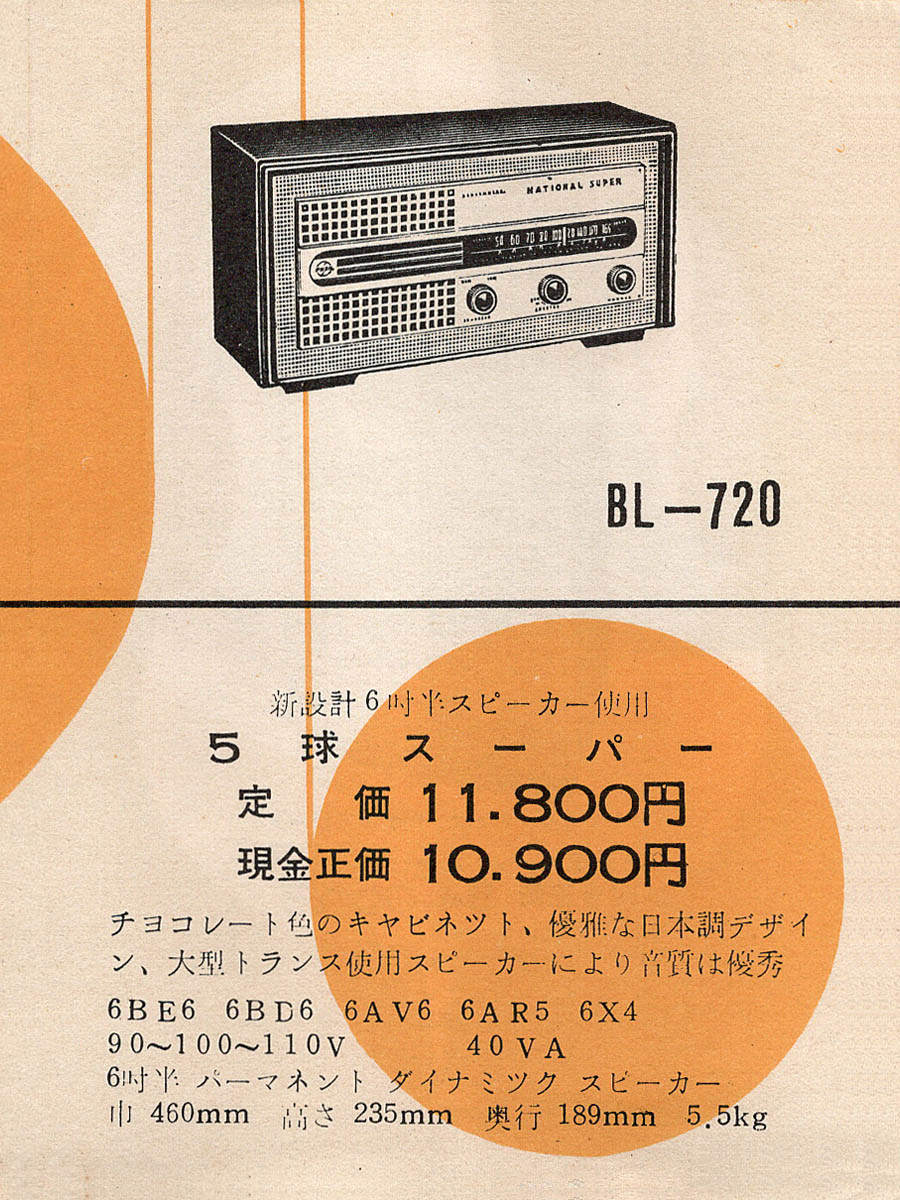 NATIONAL SUPER
BL-720
新設計6吋半スピーカー使用
5球スーパー
定価 11.800円
現金正価 10.900円
チヨコレート色のキヤビネツト、優雅な日本調デザイ
ン、大型トランス使用スピーカーにより音質は優秀
6BE6 6BD6 6AV6 6AR5 6X4
90～100～110V 40VA
6吋半 パーマネント ダイナミツク スピーカー
巾 460mm 高さ 235mm 奥行 189mm 5.5kg